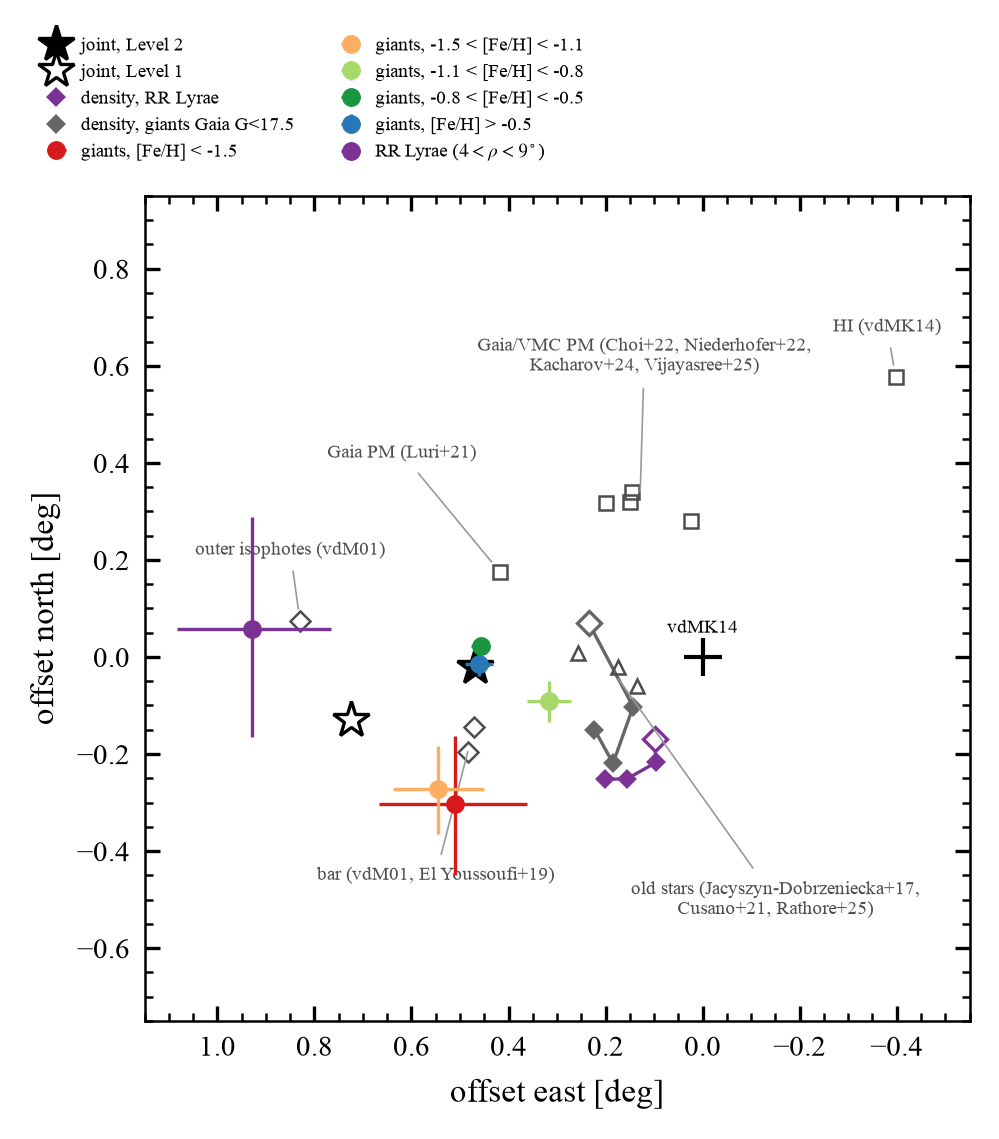 joint, Level 2
joint, Level 1
density, RR Lyrae
density, giants Gaia G<17.5
giants, [Fe/H] < -1.5
giants, -1.5 < [Fe/H] < -1.1
giants, -1.1 < [Fe/H] < -0.8
giants, -0.8 < [Fe/H] < -0.5
giants, [Fe/H] > -0.5
RR Lyrae (4 < ρ < 9°)
HI (vdMK14)
Gaia/VMC PM (Choi+22, Niederhofer+22,
Kacharov+24, Vijayasree+25)
Gaia PM (Luri+21)
outer isophotes (vdM01)
vdMK14
bar (vdM01, El Youssoufi+19)
old stars (Jacyszyn-Dobrzeniecka+17,
Cusano+21, Rathore+25)
offset north [deg]
0.8
0.6
0.4
0.2
0.0
−0.2
−0.4
−0.6
1.0 0.8 0.6 0.4 0.2 0.0 −0.2 −0.4
offset east [deg]